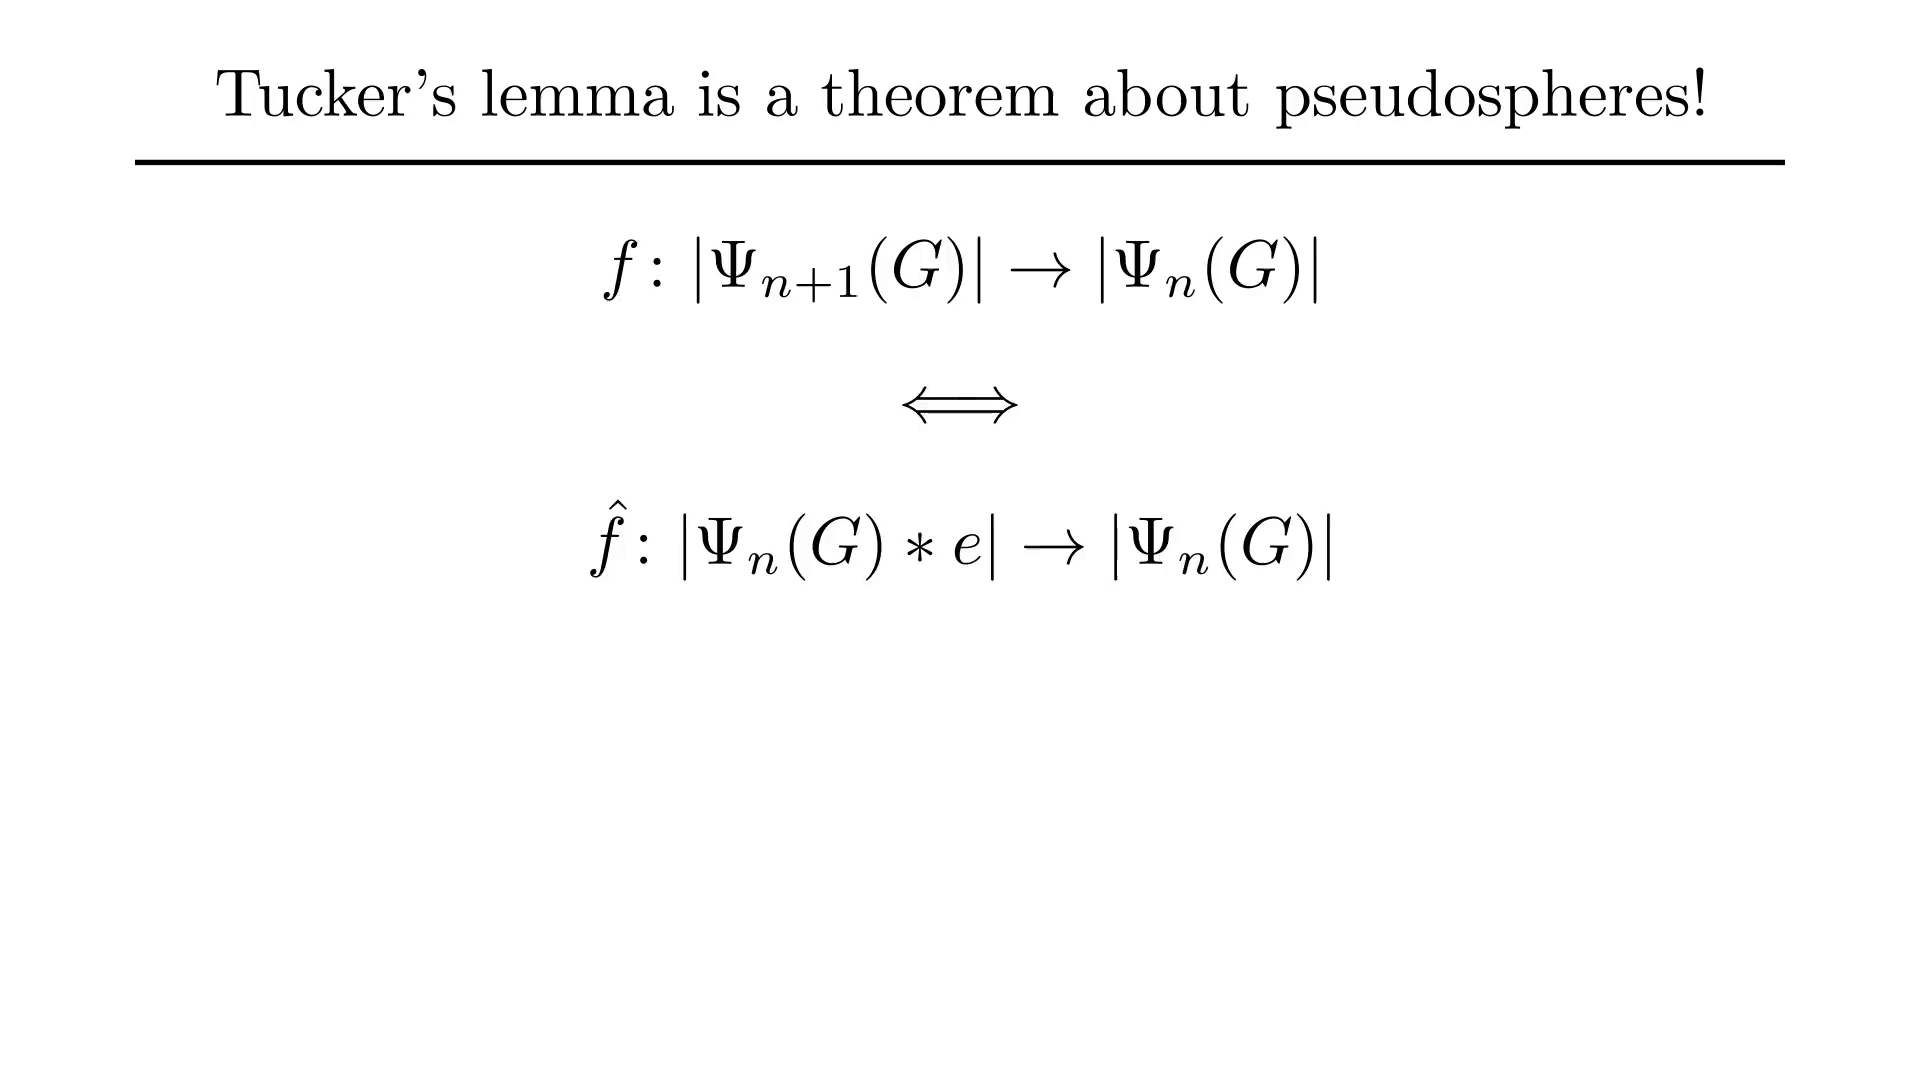 Tucker's lemma is a theorem about pseudospheres!
f : |Ψ_{n+1}(G)| → |Ψ_n(G)|
⟺
f̂ : |Ψ_n(G) ∗ e| → |Ψ_n(G)|